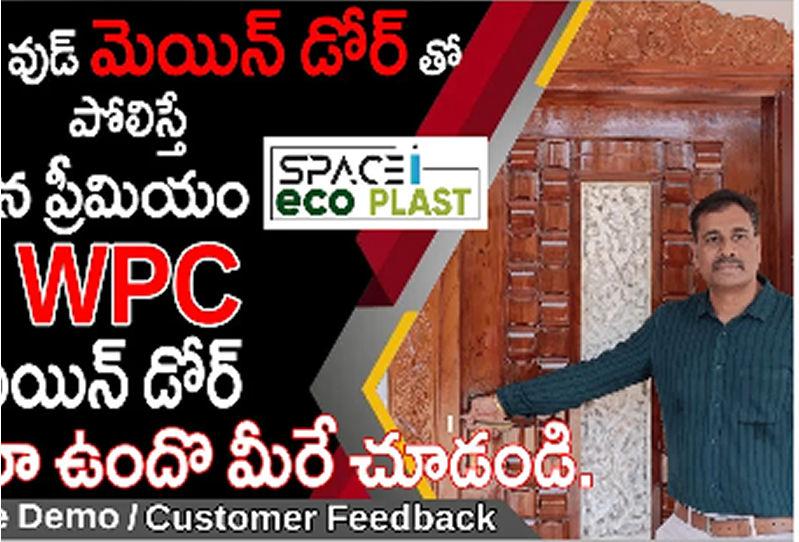 వుడ్ మెయిన్ డోర్ తో
పోలిస్తే
ప్రీమియం
SPACE i
eco PLAST
WPC
డోర్
ఉందొ మీరే చూడండి.
Demo / Customer Feedback